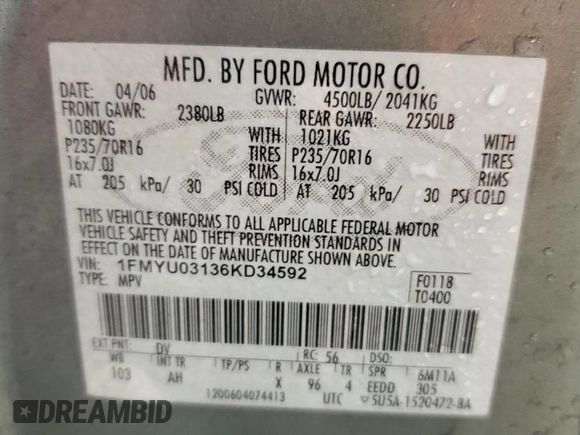 MFD. BY FORD MOTOR CO.
DATE: 04/06 GVWR: 4500LB/ 2041KG
FRONT GAWR: 2380LB REAR GAWR: 2250LB
1080KG WITH 1021KG WITH
P235/70R16 TIRES P235/70R16 TIRES
16x7.0J RIMS 16x7.0J RIMS
AT 205 kPa/ 30 PSI COLD AT 205 kPa/ 30 PSI COLD
THIS VEHICLE CONFORMS TO ALL APPLICABLE FEDERAL MOTOR
VEHICLE SAFETY AND THEFT PREVENTION STANDARDS IN
EFFECT ON THE DATE OF MANUFACTURE SHOWN ABOVE.
VIN: 1FMYU03136KD34592
TYPE: MPV
F0118
T0400
EXT PNT: DV RC: 56 DSO:
WB INT TR TP/PS R AXLE TR SPR 6M11A
103 AH X 96 4 EEDD 305
1200604074413 UTC 5U5A-1520472-BA
Ford
DREAMBID